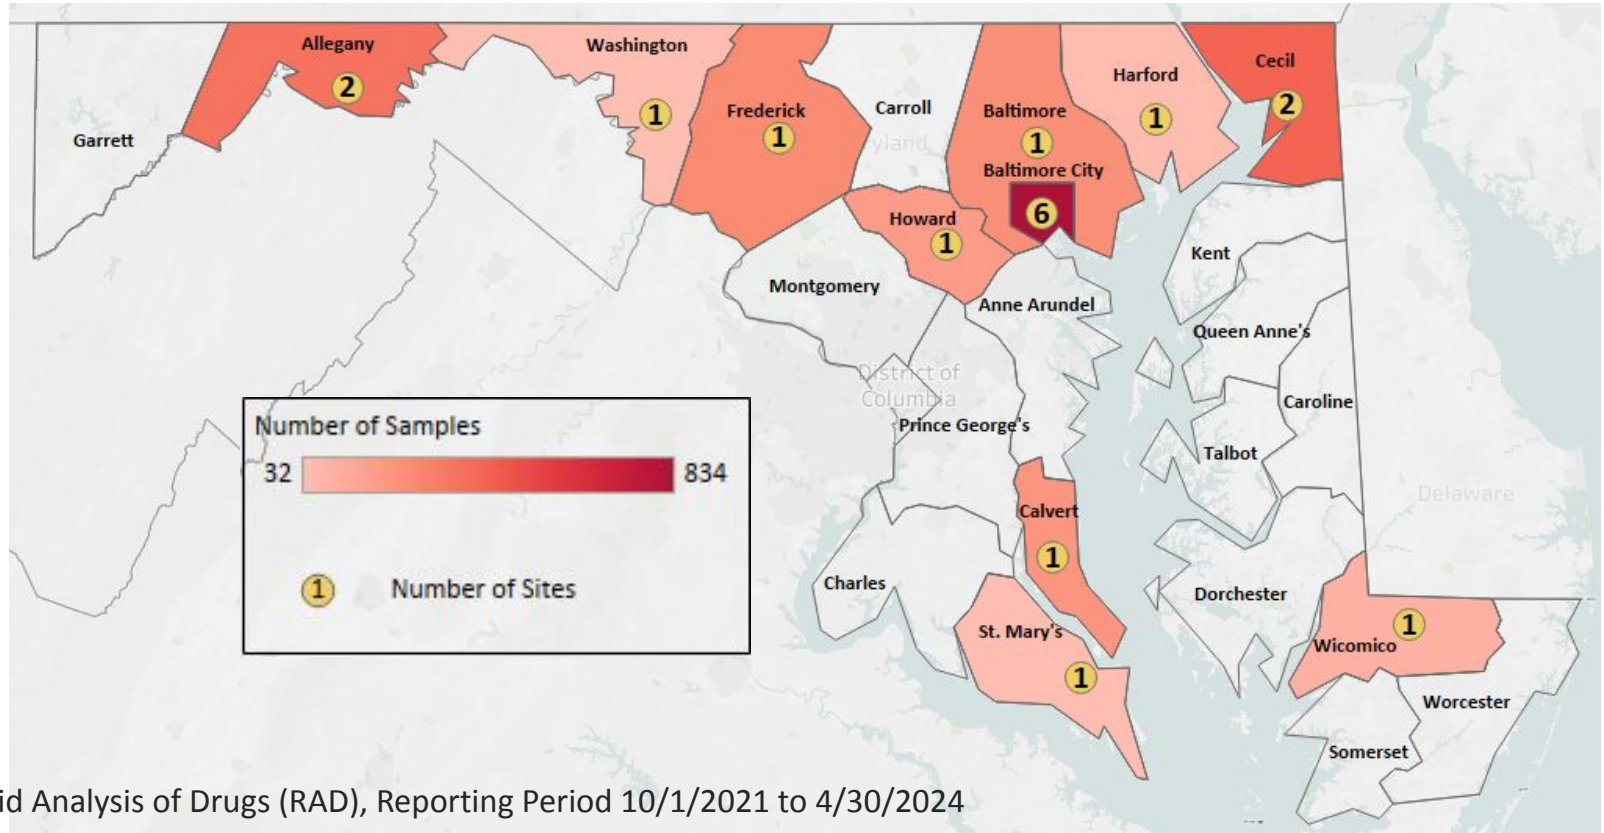 Allegany
2
Washington
1
Garrett
Frederick
1
Carroll
yland
Baltimore
1
Baltimore City
6
Harford
1
Cecil
2
Howard
1
Montgomery
Anne Arundel
Kent
Queen Anne's
District of
Columbia
Prince George's
Caroline
Talbot
Delaware
Number of Samples
32
834
1
Number of Sites
Calvert
1
Charles
Dorchester
St. Mary's
1
Wicomico
1
Worcester
Somerset
id Analysis of Drugs (RAD), Reporting Period 10/1/2021 to 4/30/2024